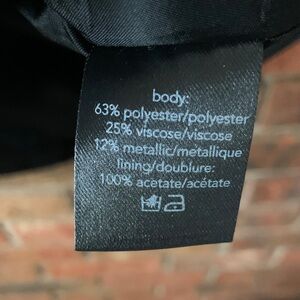 body:
63% polyester/polyester
25% viscose/viscose
12% metallic/metallique
lining/doublure:
100% acetate/acétate